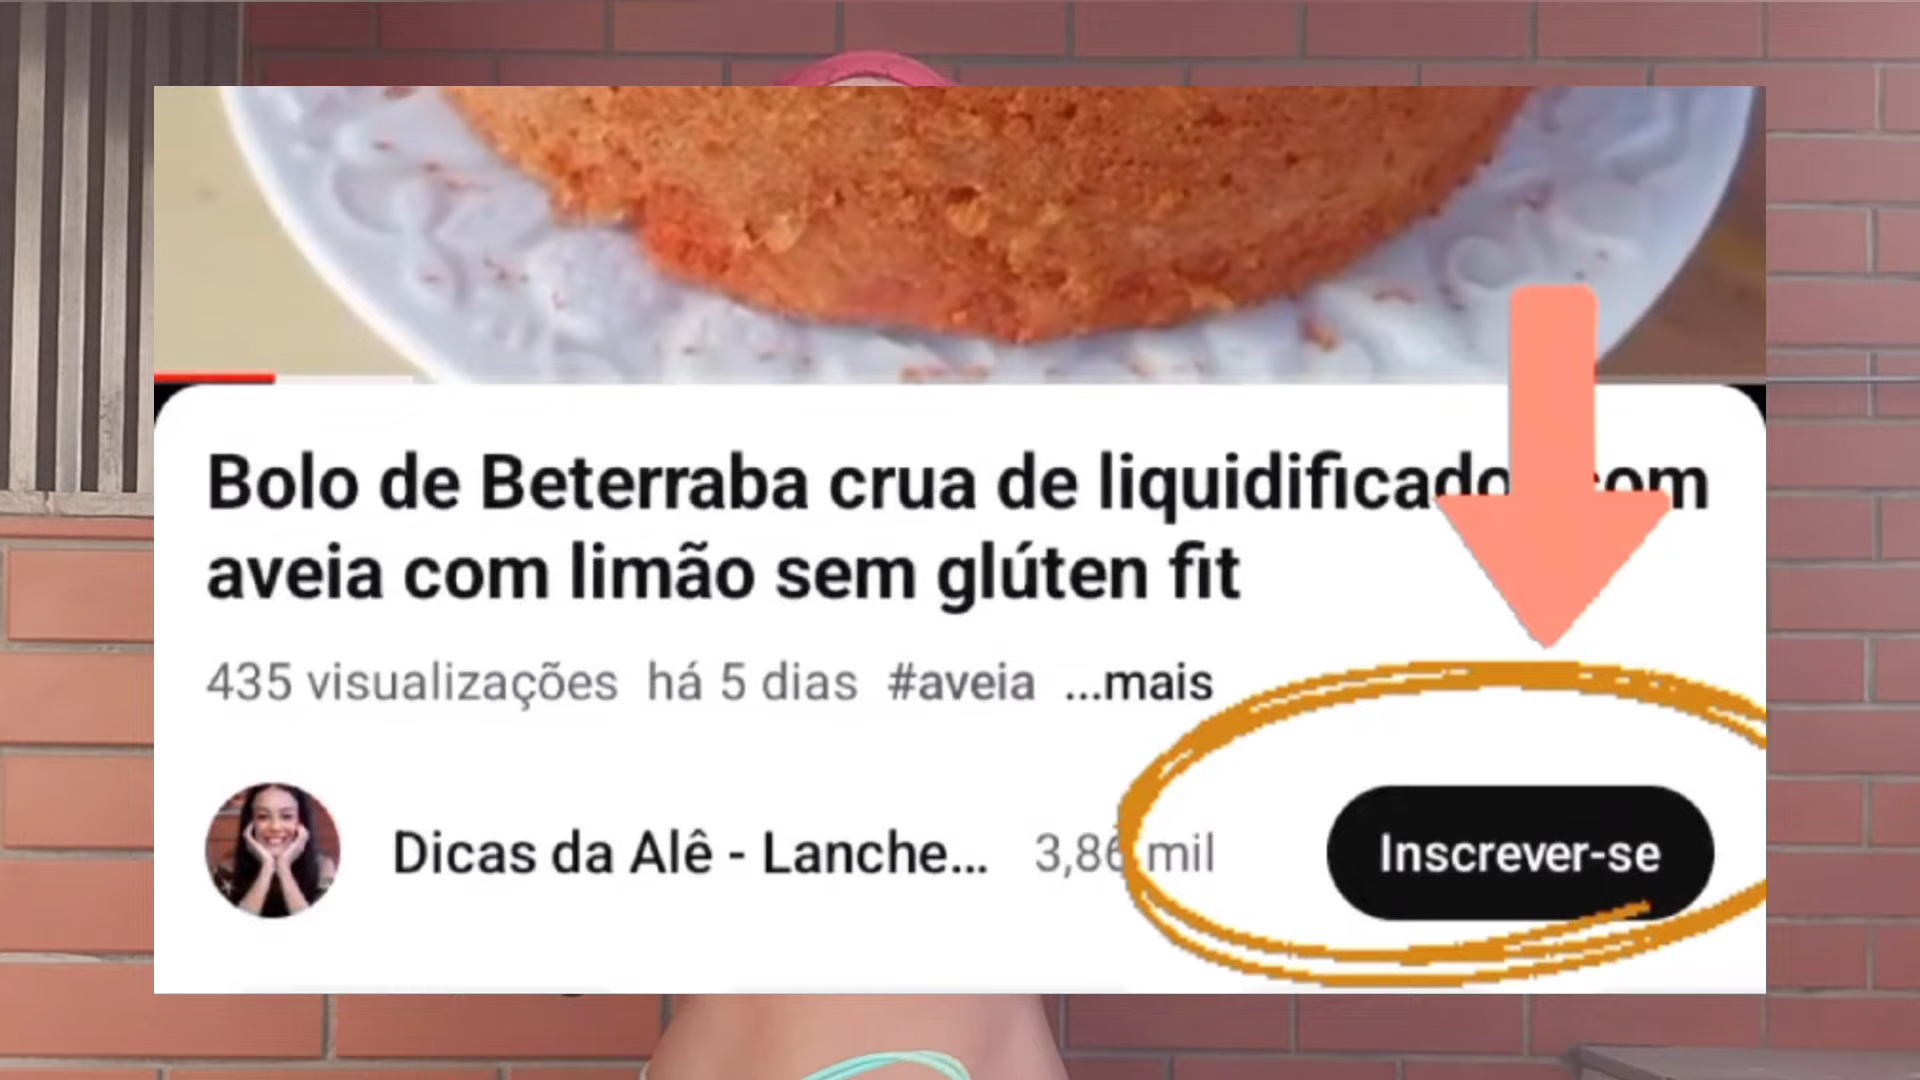 Bolo de Beterraba crua de liquidificador com
aveia com limão sem glúten fit
435 visualizações há 5 dias #aveia ...mais
Dicas da Alê - Lanche... 3,86 mil
Inscrever-se